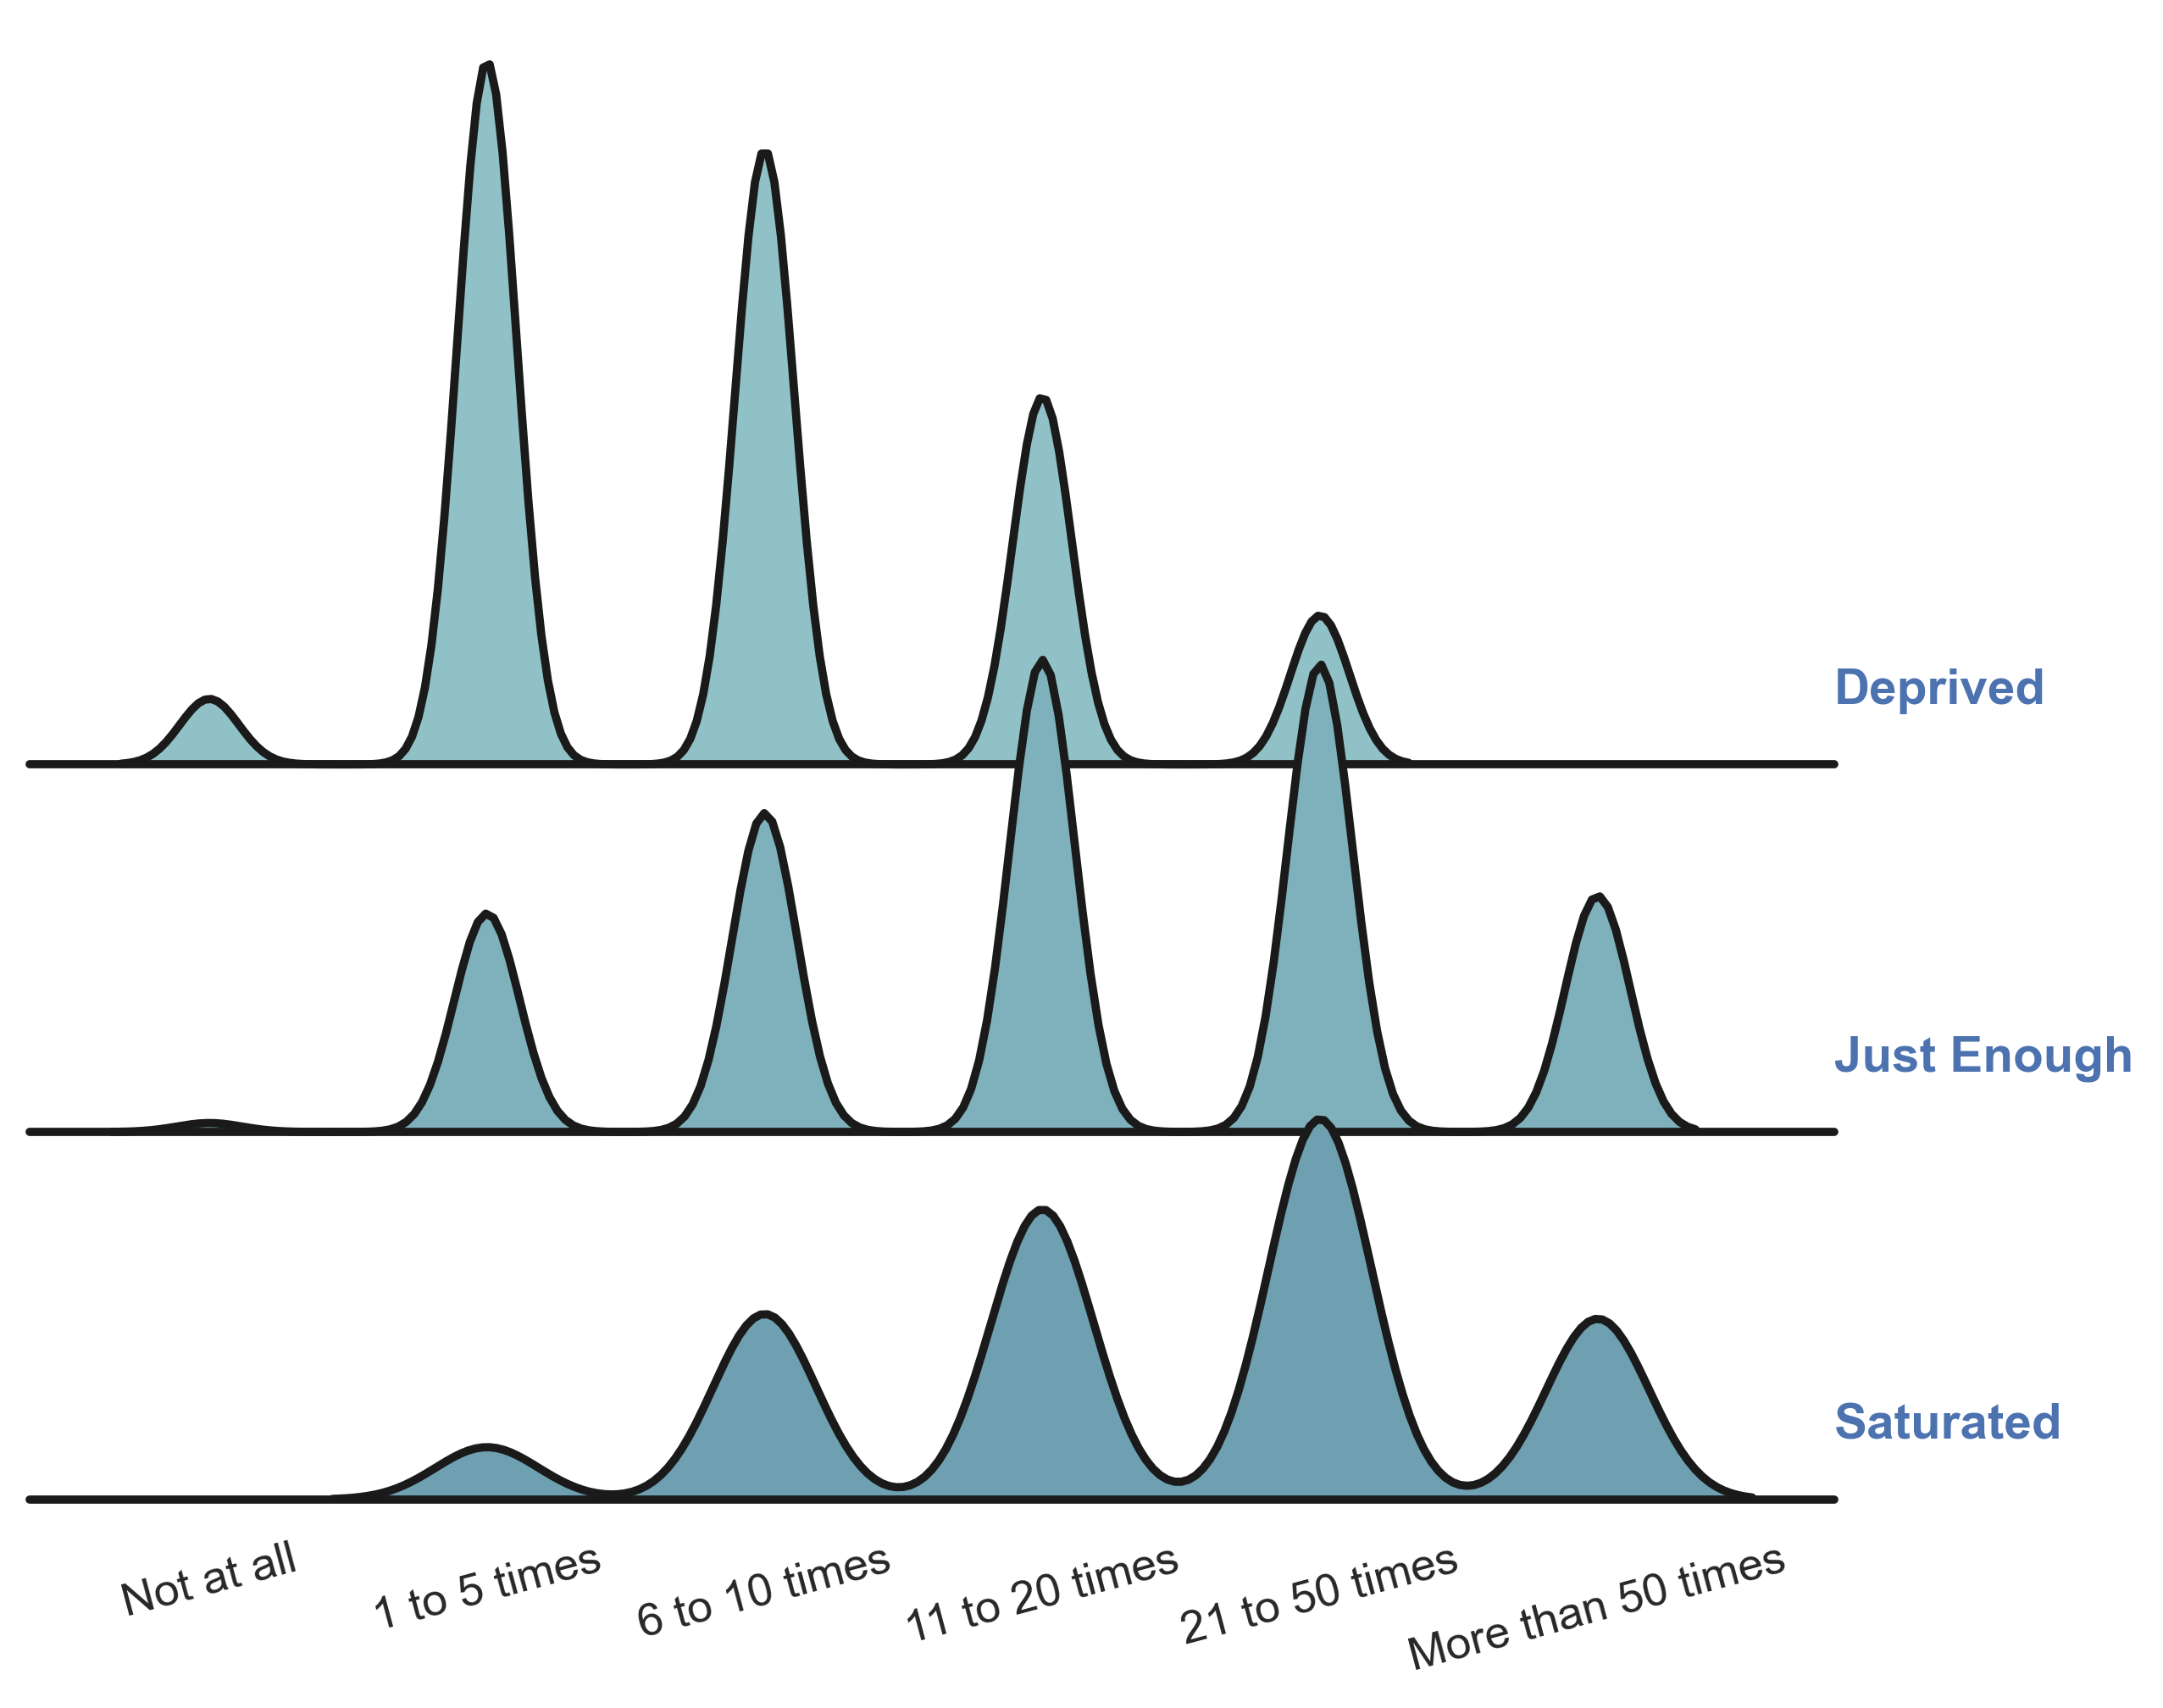 Deprived
Just Enough
Saturated
Not at all
1 to 5 times
6 to 10 times
11 to 20 times
21 to 50 times
More than 50 times